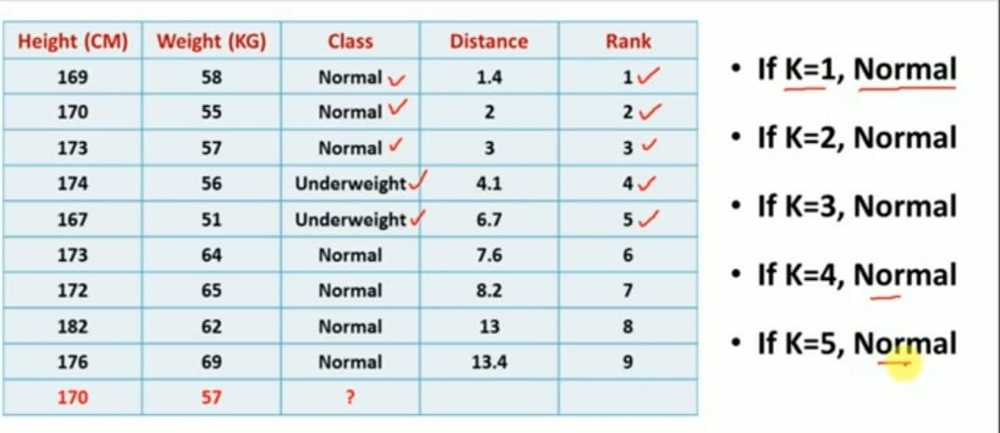 Height (CM) Weight (KG) Class Distance Rank
169 58 Normal 1.4 1
170 55 Normal 2 2
173 57 Normal 3 3
174 56 Underweight 4.1 4
167 51 Underweight 6.7 5
173 64 Normal 7.6 6
172 65 Normal 8.2 7
182 62 Normal 13 8
176 69 Normal 13.4 9
170 57 ?
• If K=1, Normal
• If K=2, Normal
• If K=3, Normal
• If K=4, Normal
• If K=5, Normal